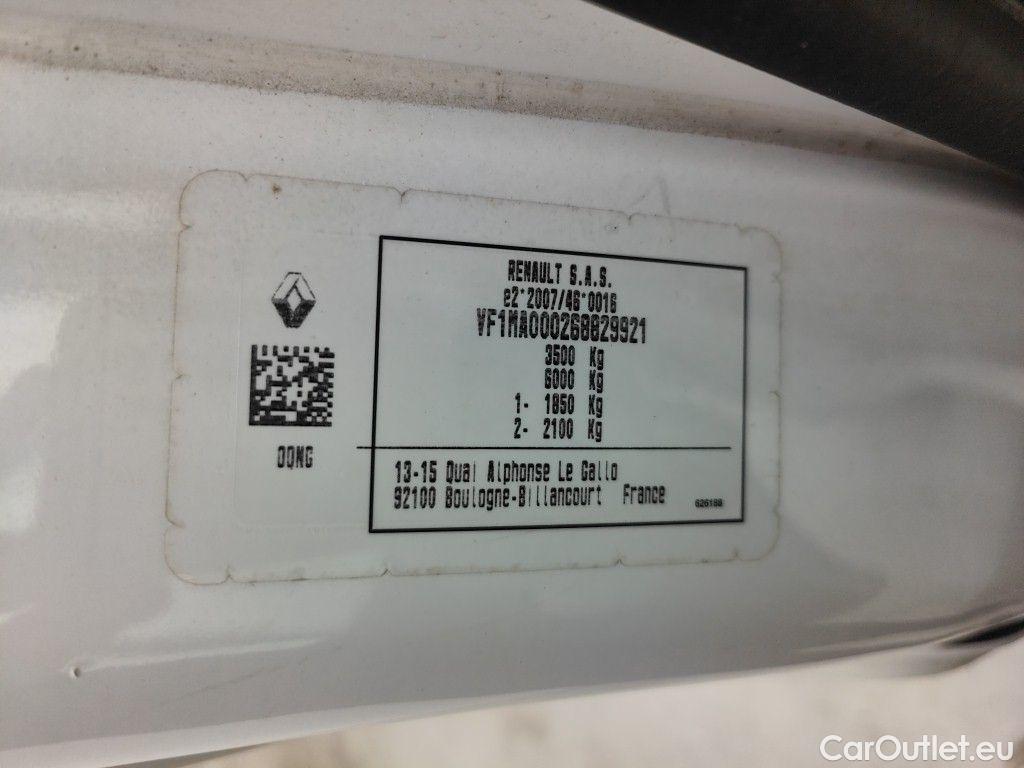 RENAULT S.A.S.
e2*2007/46*0016
VF1MA000268829921
3500 Kg
6000 Kg
1- 1850 Kg
2- 2100 Kg
OQNG
13-15 Quai Alphonse Le Gallo
92100 Boulogne-Billancourt France
626188
CarOutlet.eu